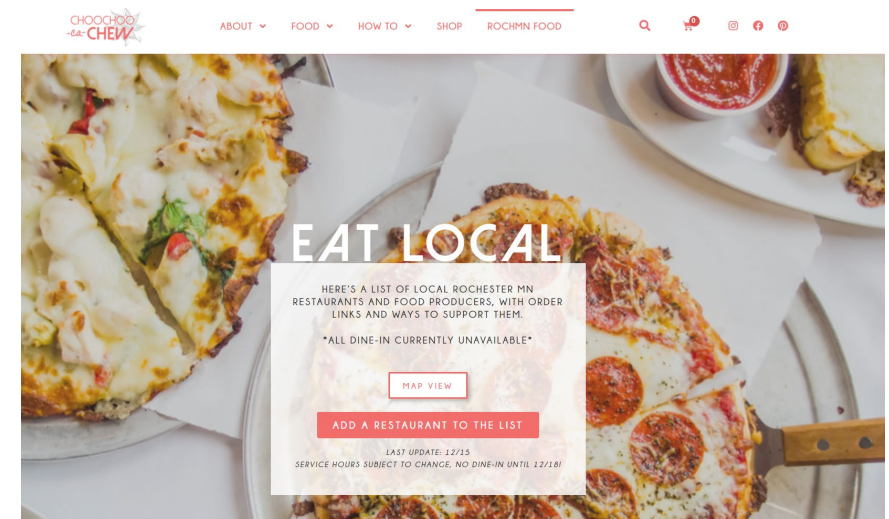 CHOOCHOO
-ca- CHEW
ABOUT FOOD HOW TO SHOP ROCHMN FOOD 0
EAT LOCAL
HERE'S A LIST OF LOCAL ROCHESTER MN
RESTAURANTS AND FOOD PRODUCERS, WITH ORDER
LINKS AND WAYS TO SUPPORT THEM.
*ALL DINE-IN CURRENTLY UNAVAILABLE*
MAP VIEW
ADD A RESTAURANT TO THE LIST
LAST UPDATE: 12/15
SERVICE HOURS SUBJECT TO CHANGE, NO DINE-IN UNTIL 12/18!